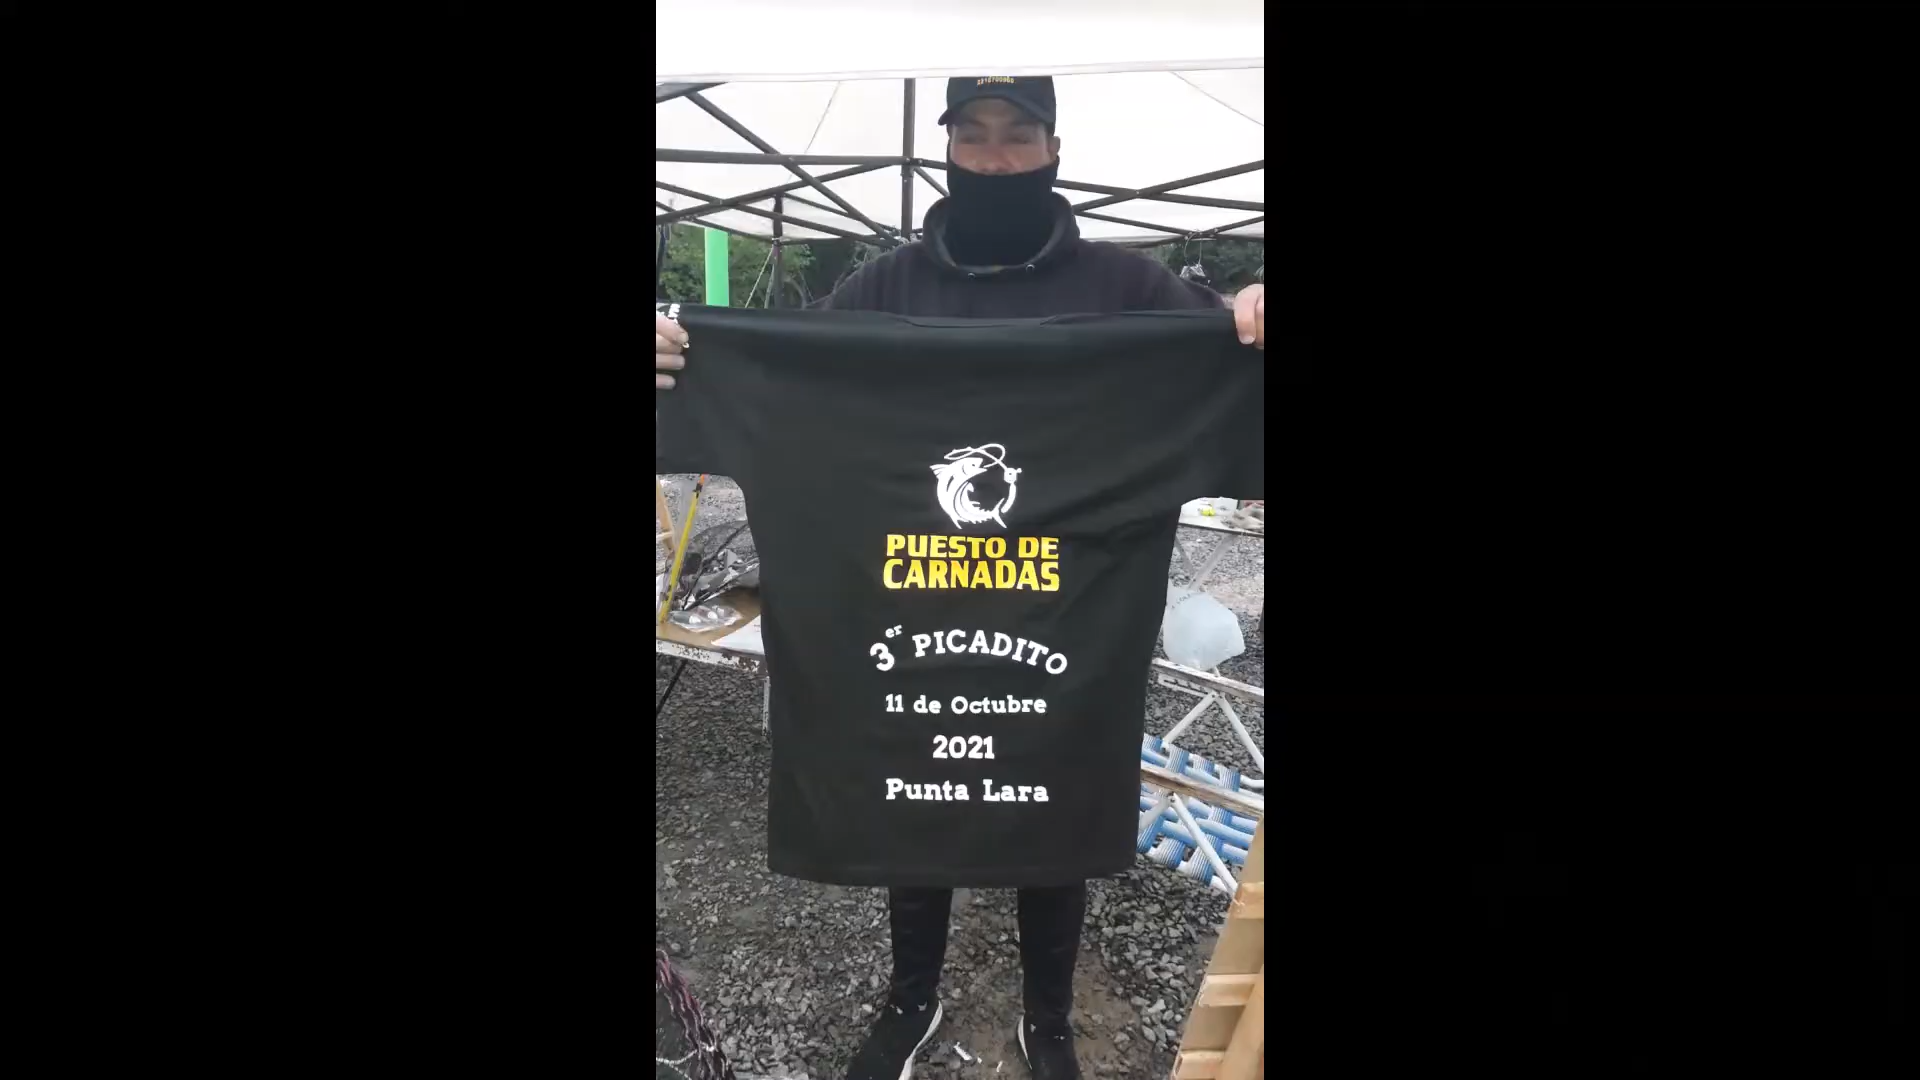 PUESTO DE
CARNADAS
3er PICADITO
11 de Octubre
2021
Punta Lara